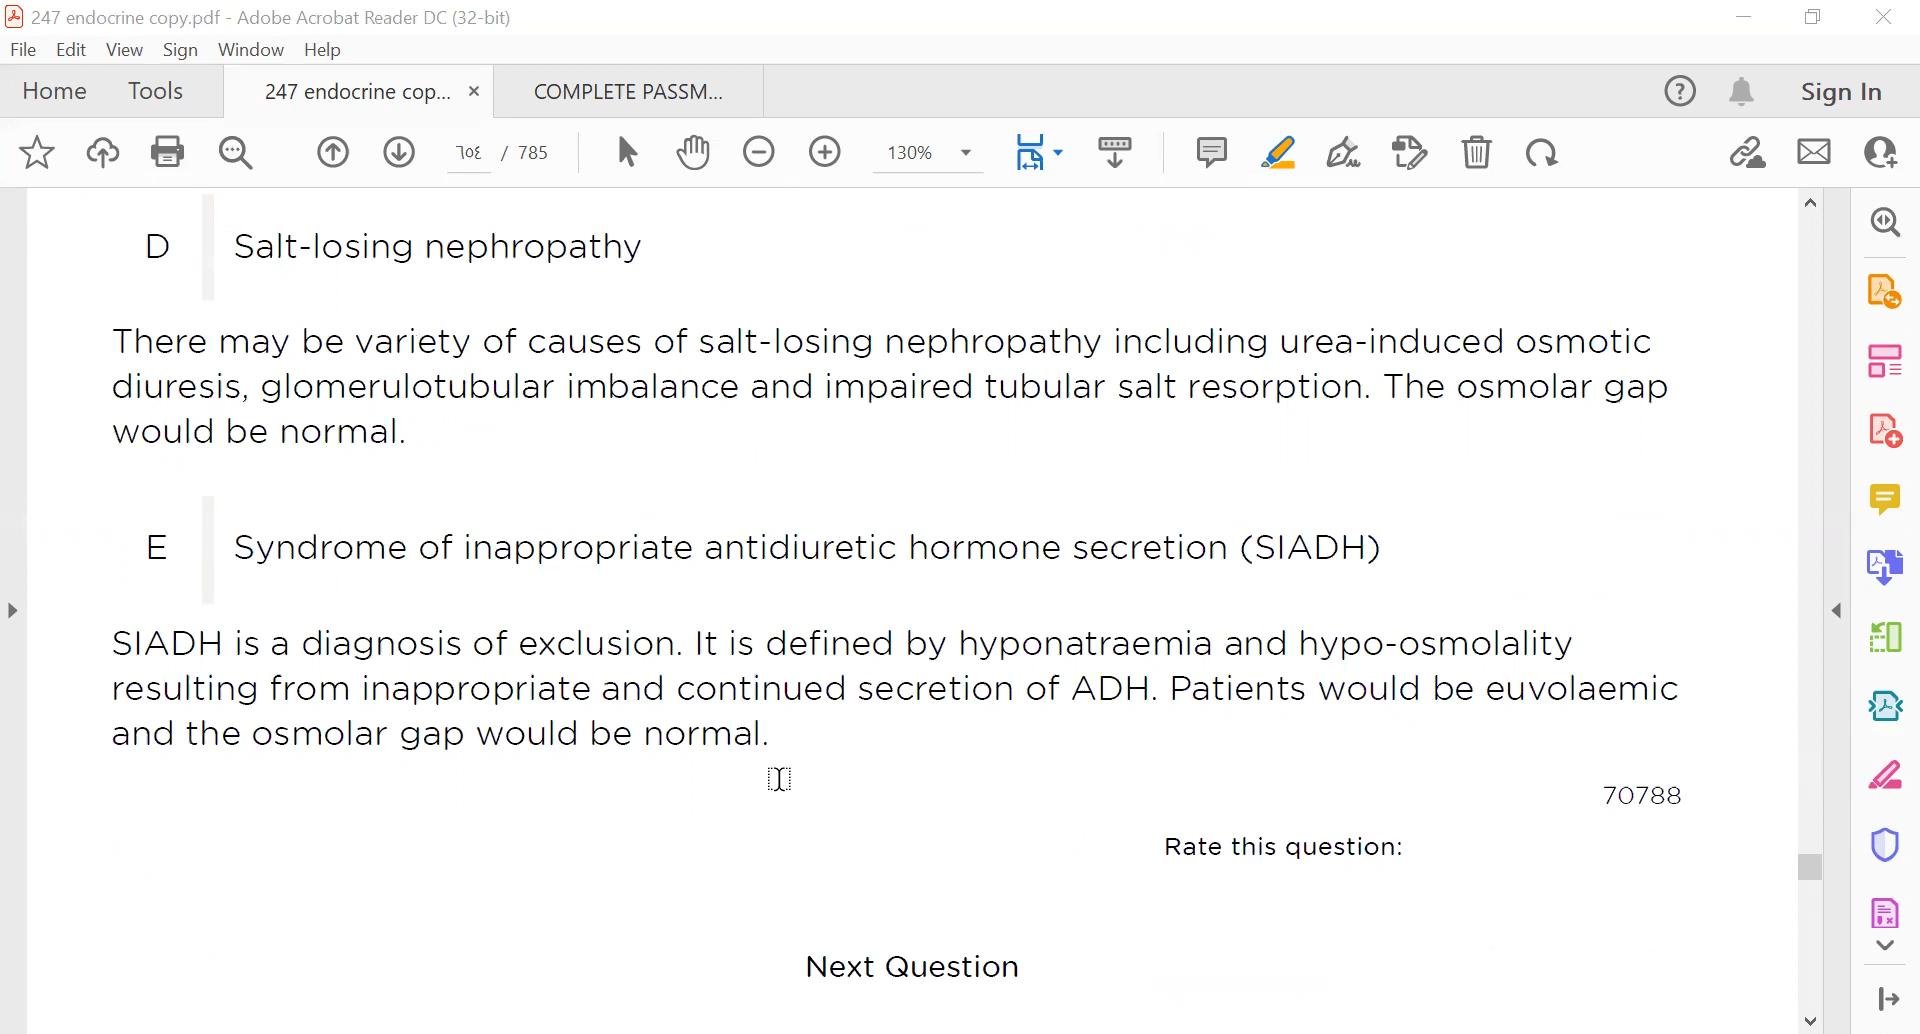 247 endocrine copy.pdf - Adobe Acrobat Reader DC (32-bit)
File Edit View Sign Window Help
Home Tools 247 endocrine cop... × COMPLETE PASSM... Sign In
٦٥٤ / 785 130%
D Salt-losing nephropathy
There may be variety of causes of salt-losing nephropathy including urea-induced osmotic
diuresis, glomerulotubular imbalance and impaired tubular salt resorption. The osmolar gap
would be normal.
E Syndrome of inappropriate antidiuretic hormone secretion (SIADH)
SIADH is a diagnosis of exclusion. It is defined by hyponatraemia and hypo-osmolality
resulting from inappropriate and continued secretion of ADH. Patients would be euvolaemic
and the osmolar gap would be normal.
70788
Rate this question:
Next Question